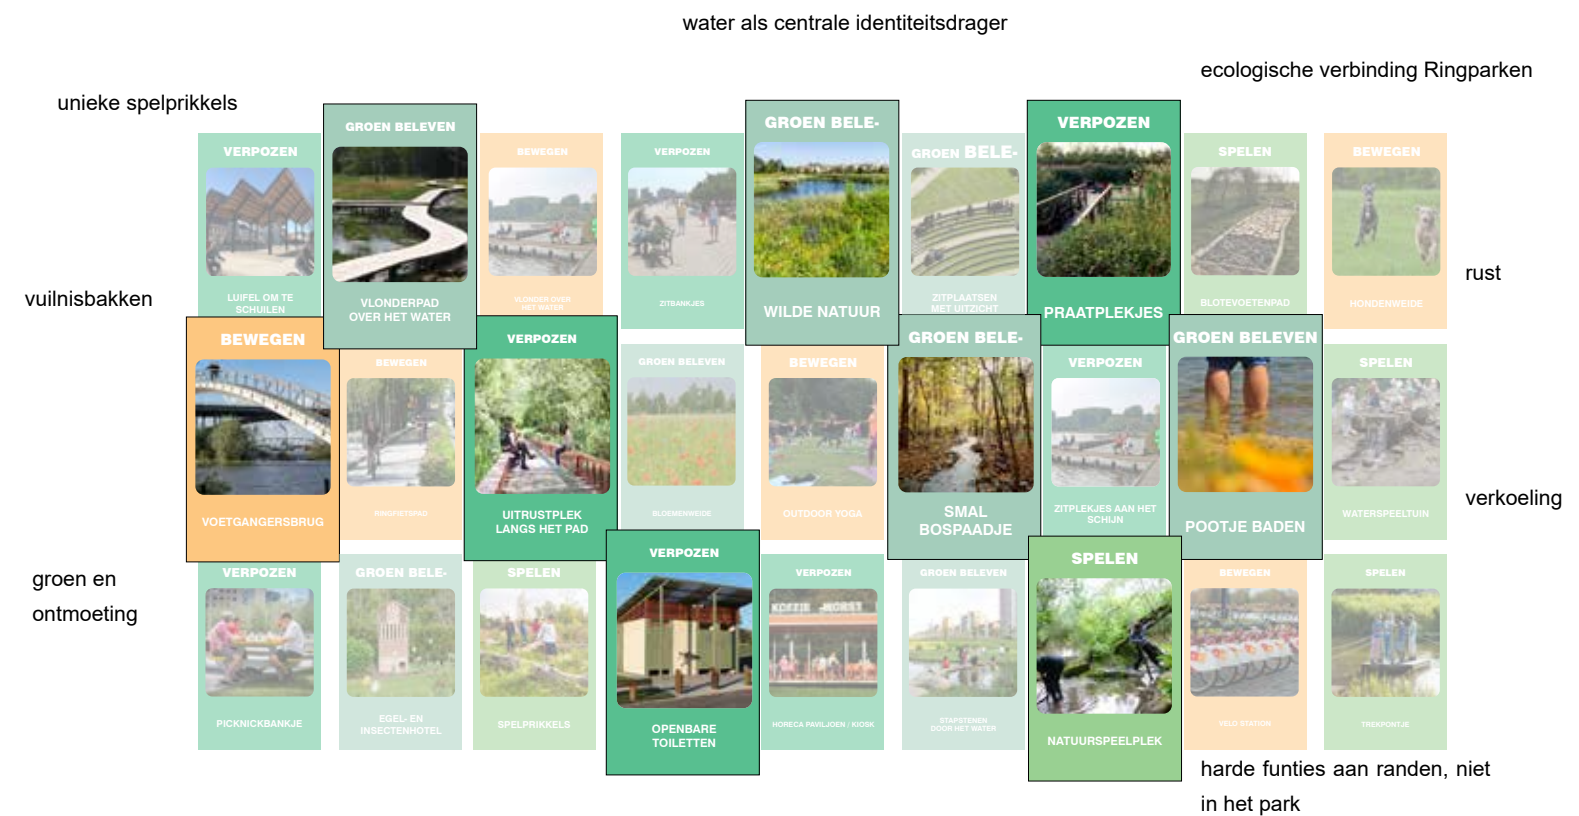 water als centrale identiteitsdrager
ecologische verbinding Ringparken
unieke spelprikkels
GROEN BELEVEN
VLONDERPAD
OVER HET WATER
GROEN BELE-
WILDE NATUUR
VERPOZEN
PRAATPLEKJES
VERPOZEN
LUIFEL OM TE
SCHUILEN
BEWEGEN
VLONDER OVER
HET WATER
VERPOZEN
ZITBANKJES
GROEN BELE-
ZITPLAATSEN
MET UITZICHT
SPELEN
BLOTEVOETENPAD
BEWEGEN
HONDENWEIDE
rust
vuilnisbakken
BEWEGEN
VOETGANGERSBRUG
BEWEGEN
RINGFIETSPAD
VERPOZEN
UITRUSTPLEK
LANGS HET PAD
GROEN BELEVEN
BLOEMENWEIDE
BEWEGEN
OUTDOOR YOGA
GROEN BELE-
SMAL
BOSPAADJE
VERPOZEN
ZITPLEKJES AAN HET
SCHIJN
GROEN BELEVEN
POOTJE BADEN
SPELEN
WATERSPEELTUIN
verkoeling
groen en
ontmoeting
VERPOZEN
PICKNICKBANKJE
GROEN BELE-
EGEL- EN
INSECTENHOTEL
SPELEN
SPELPRIKKELS
VERPOZEN
OPENBARE
TOILETTEN
VERPOZEN
KOFFIE -HORST
HORECA PAVILJOEN / KIOSK
GROEN BELEVEN
STAPSTENEN
DOOR HET WATER
SPELEN
NATUURSPEELPLEK
BEWEGEN
VELO STATION
SPELEN
TREKPONTJE
harde funties aan randen, niet
in het park